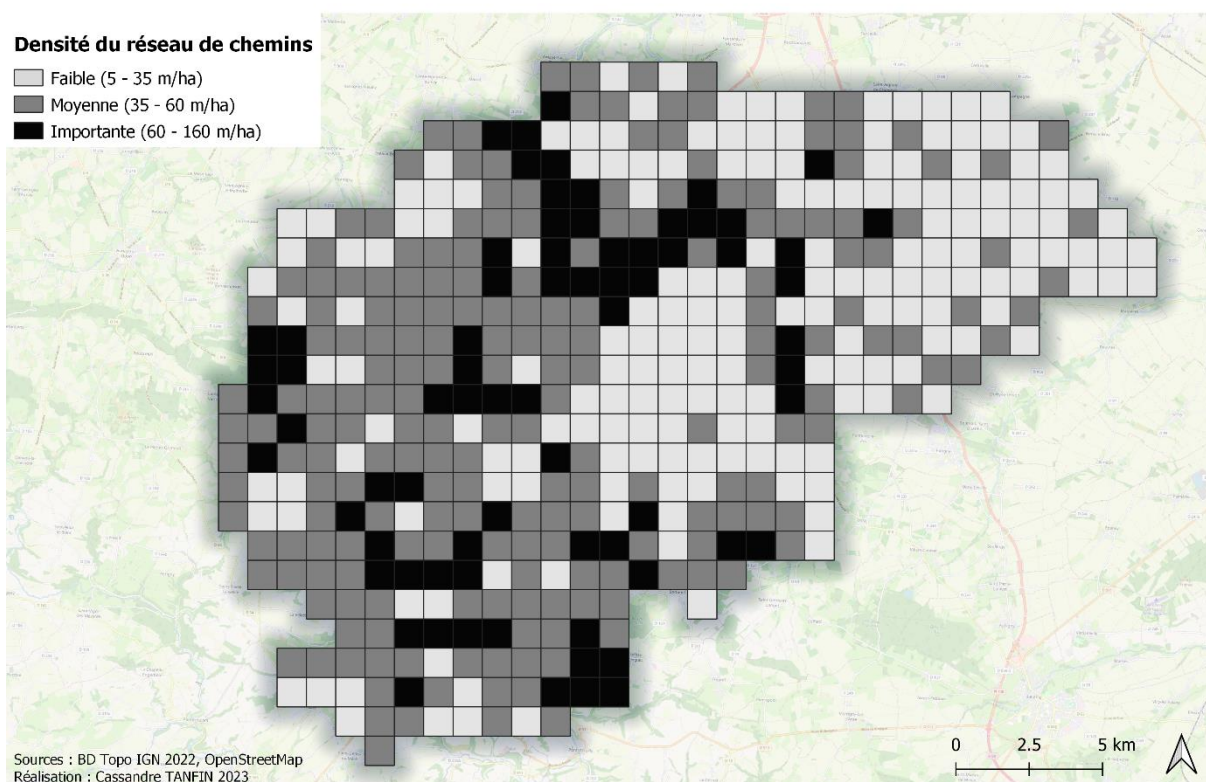 Densité du réseau de chemins
Faible (5 - 35 m/ha)
Moyenne (35 - 60 m/ha)
Importante (60 - 160 m/ha)
0 2.5 5 km
Sources : BD Topo IGN 2022, OpenStreetMap
Réalisation : Cassandre TANFIN 2023